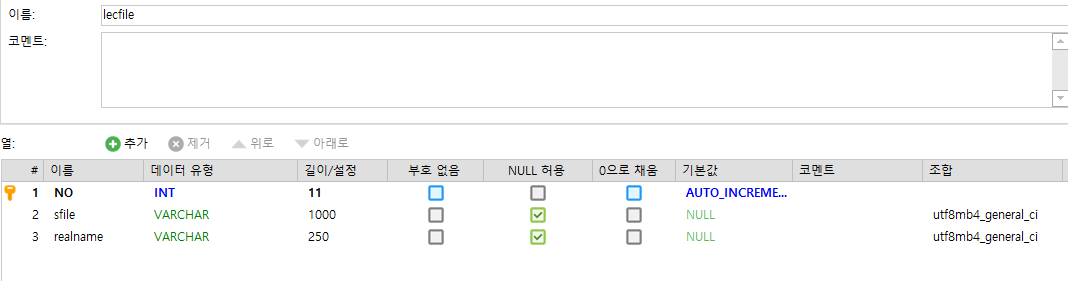 이름: lecfile
코멘트:
열: 추가 제거 위로 아래로
# 이름 데이터 유형 길이/설정 부호 없음 NULL 허용 0으로 채움 기본값 코멘트 조합
1 NO INT 11 AUTO_INCREME...
2 sfile VARCHAR 1000 NULL utf8mb4_general_ci
3 realname VARCHAR 250 NULL utf8mb4_general_ci